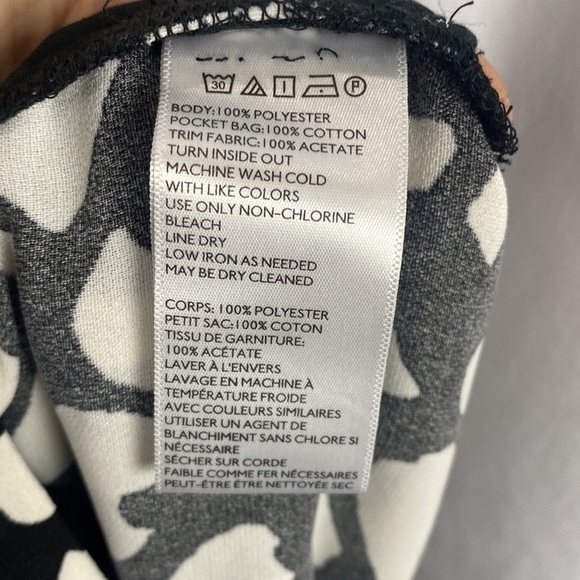 30 P
BODY:100% POLYESTER
POCKET BAG:100% COTTON
TRIM FABRIC:100% ACETATE
TURN INSIDE OUT
MACHINE WASH COLD
WITH LIKE COLORS
USE ONLY NON-CHLORINE
BLEACH
LINE DRY
LOW IRON AS NEEDED
MAY BE DRY CLEANED
CORPS: 100% POLYESTER
PETIT SAC:100% COTON
TISSU DE GARNITURE:
100% ACÉTATE
LAVER À L'ENVERS
LAVAGE EN MACHINE À
TEMPÉRATURE FROIDE
AVEC COULEURS SIMILAIRES
UTILISER UN AGENT DE
BLANCHIMENT SANS CHLORE SI
NÉCESSAIRE
SÉCHER SUR CORDE
FAIBLE COMME FER NÉCESSAIRES
PEUT-ÊTRE ÊTRE NETTOYÉE SEC